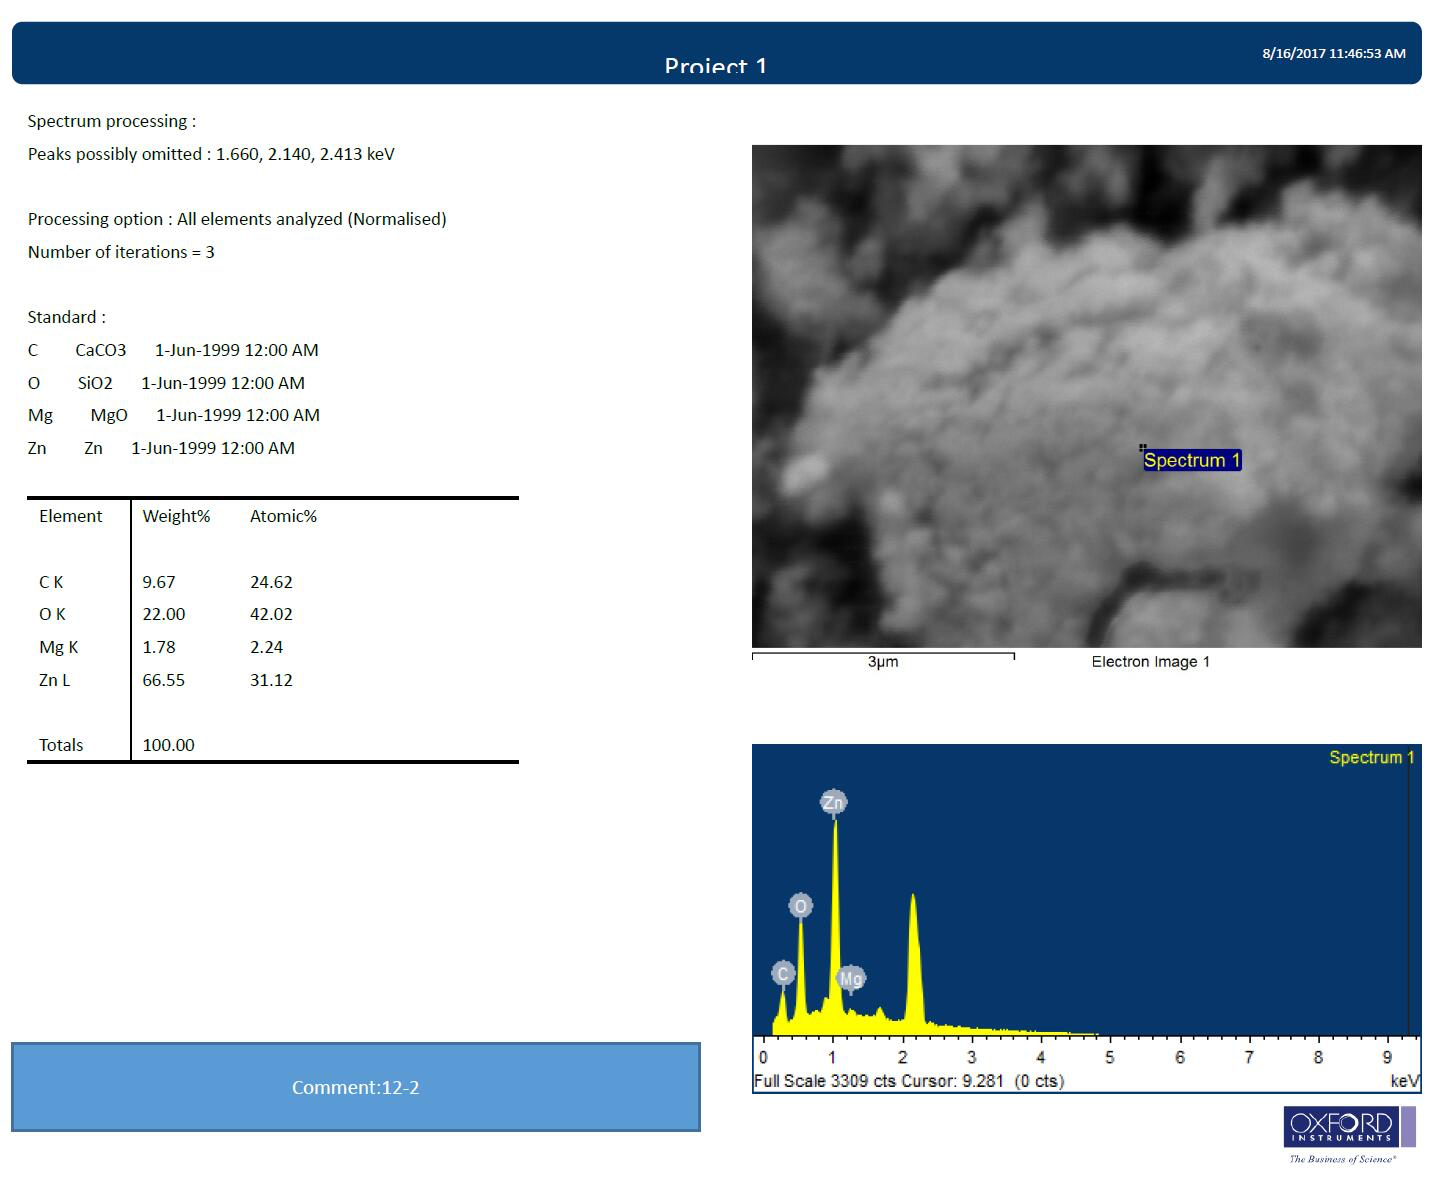 Project 1
8/16/2017 11:46:53 AM
Spectrum processing :
Peaks possibly omitted : 1.660, 2.140, 2.413 keV
Processing option : All elements analyzed (Normalised)
Number of iterations = 3
Standard :
C CaCO3 1-Jun-1999 12:00 AM
O SiO2 1-Jun-1999 12:00 AM
Mg MgO 1-Jun-1999 12:00 AM
Zn Zn 1-Jun-1999 12:00 AM
Element Weight% Atomic%
C K 9.67 24.62
O K 22.00 42.02
Mg K 1.78 2.24
Zn L 66.55 31.12
Totals 100.00
Comment:12-2
Spectrum 1
3µm Electron Image 1
Spectrum 1
Zn
O
C
Mg
0 1 2 3 4 5 6 7 8 9
Full Scale 3309 cts Cursor: 9.281 (0 cts) keV
OXFORD
INSTRUMENTS
The Business of Science®